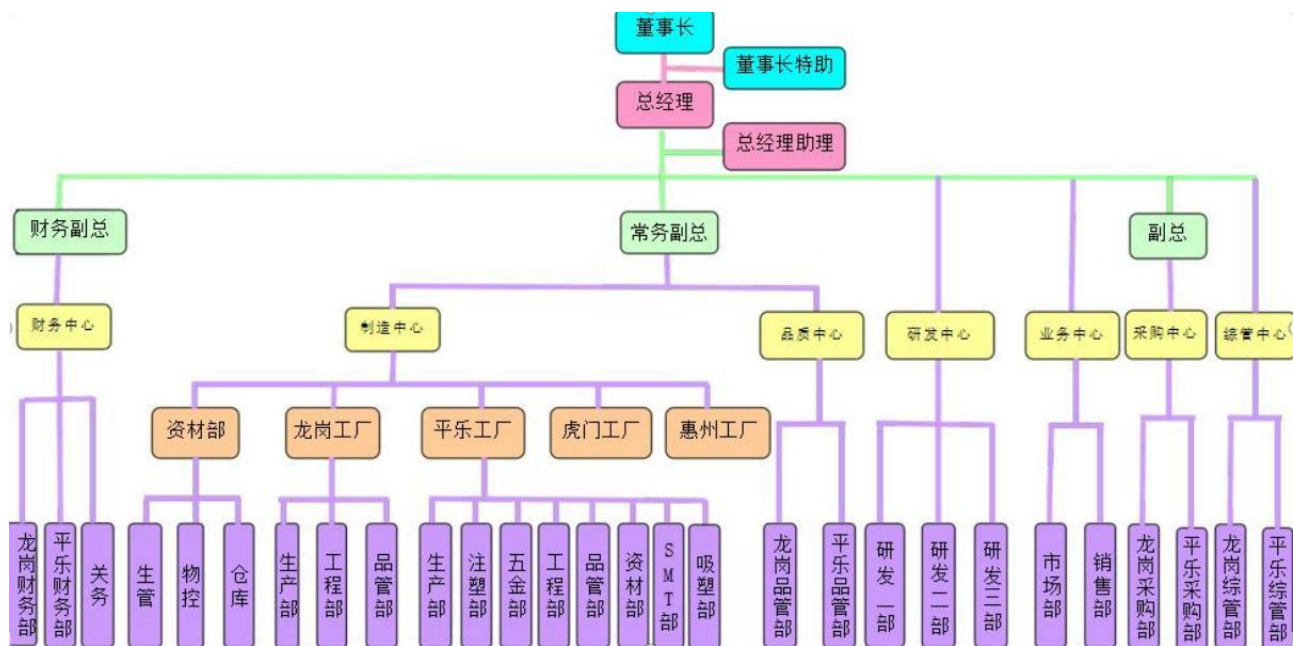 董事长
董事长特助
总经理
总经理助理
财务副总
常务副总
副总
财务中心
制造中心
品质中心
研发中心
业务中心
采购中心
综管中心
资材部
龙岗工厂
平乐工厂
虎门工厂
惠州工厂
龙岗财务部
平乐财务部
关务
生管
物控
仓库
生产部
工程部
品管部
生产部
注塑部
五金部
工程部
品管部
资材部
SMT部
吸塑部
龙岗品管部
平乐品管部
研发一部
研发二部
研发三部
市场部
销售部
龙岗采购部
平乐采购部
龙岗综管部
平乐综管部